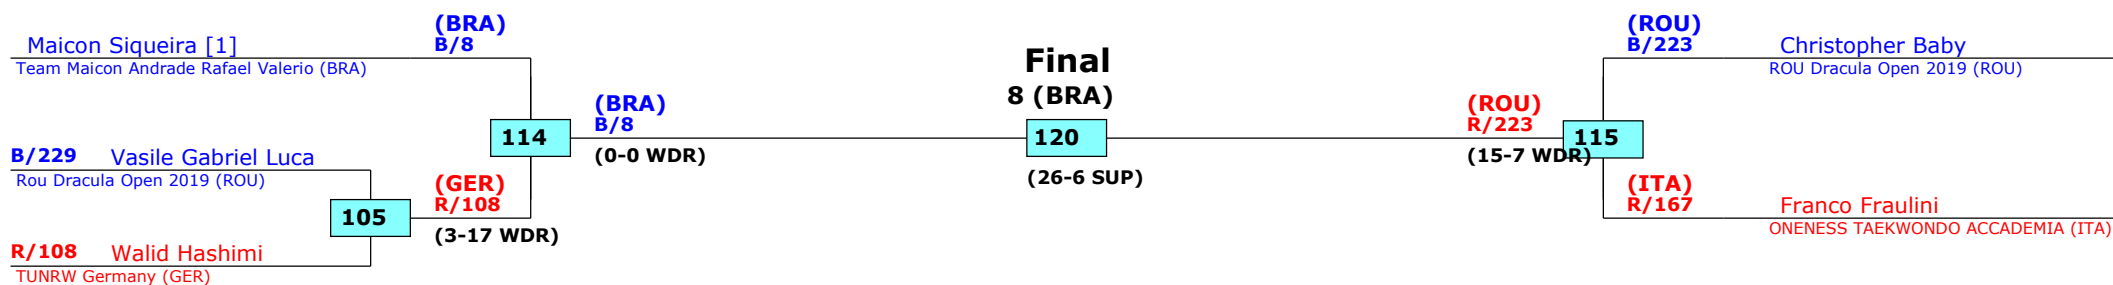 (BRA)
B/8
Maicon Siqueira [1]
Team Maicon Andrade Rafael Valerio (BRA)
114
(BRA)
B/8
(0-0 WDR)
B/229 Vasile Gabriel Luca
Rou Dracula Open 2019 (ROU)
105
(GER)
R/108
(3-17 WDR)
R/108 Walid Hashimi
TUNRW Germany (GER)
Final
8 (BRA)
120
(26-6 SUP)
(ROU)
R/223
(15-7 WDR)
115
(ROU)
B/223
Christopher Baby
ROU Dracula Open 2019 (ROU)
(ITA)
R/167
Franco Fraulini
ONENESS TAEKWONDO ACCADEMIA (ITA)